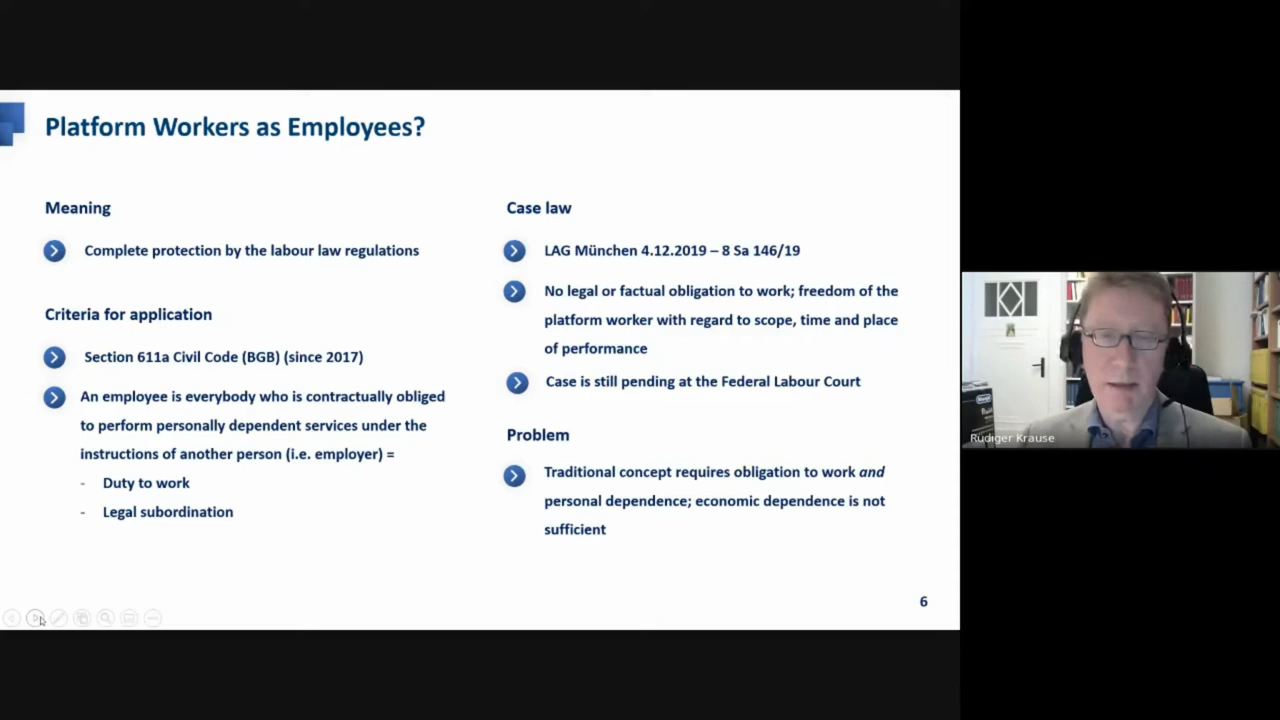 Platform Workers as Employees?
Meaning
Complete protection by the labour law regulations
Criteria for application
Section 611a Civil Code (BGB) (since 2017)
An employee is everybody who is contractually obliged
to perform personally dependent services under the
instructions of another person (i.e. employer) =
- Duty to work
- Legal subordination
Case law
LAG München 4.12.2019 – 8 Sa 146/19
No legal or factual obligation to work; freedom of the
platform worker with regard to scope, time and place
of performance
Case is still pending at the Federal Labour Court
Problem
Traditional concept requires obligation to work and
personal dependence; economic dependence is not
sufficient
6
Rüdiger Krause